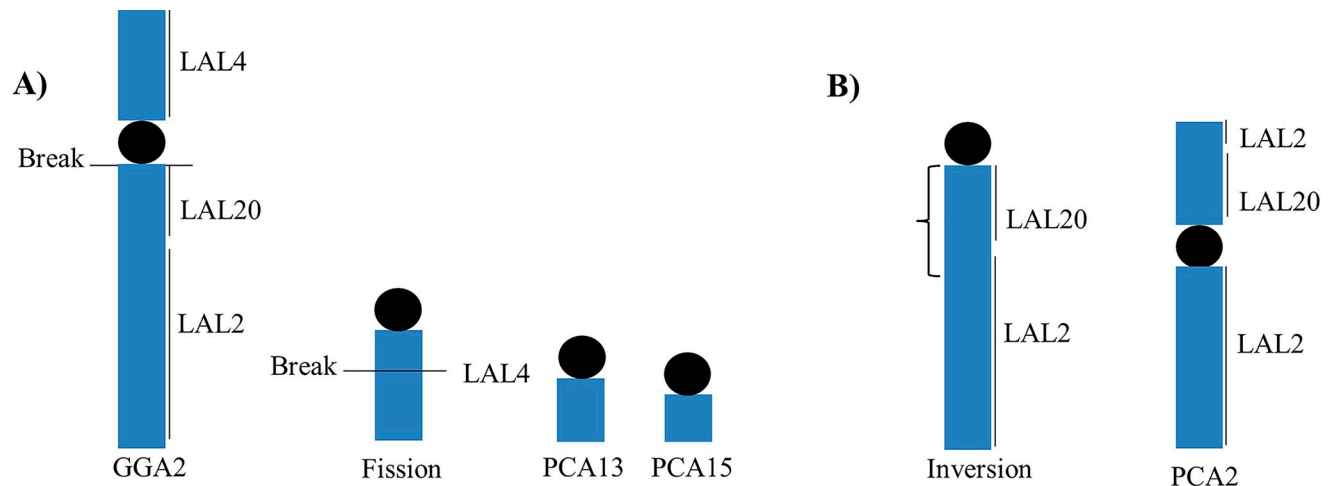 A)
LAL4
Break
LAL20
LAL2
GGA2
Break
LAL4
Fission
PCA13
PCA15
B)
LAL20
LAL2
Inversion
LAL2
LAL20
LAL2
PCA2